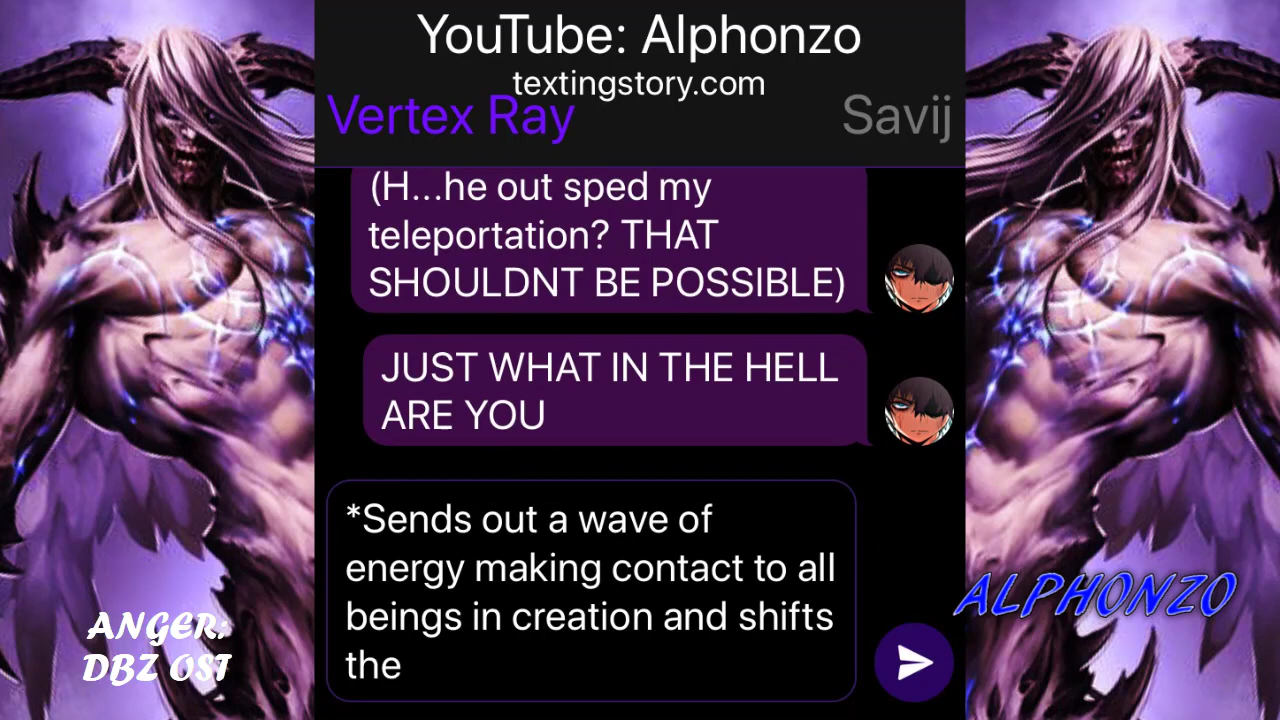 YouTube: Alphonzo
textingstory.com
Vertex Ray
Savij
(H...he out sped my
teleportation? THAT
SHOULDNT BE POSSIBLE)
JUST WHAT IN THE HELL
ARE YOU
*Sends out a wave of
energy making contact to all
beings in creation and shifts
the
ANGER:
DBZ OST
ALPHONZO